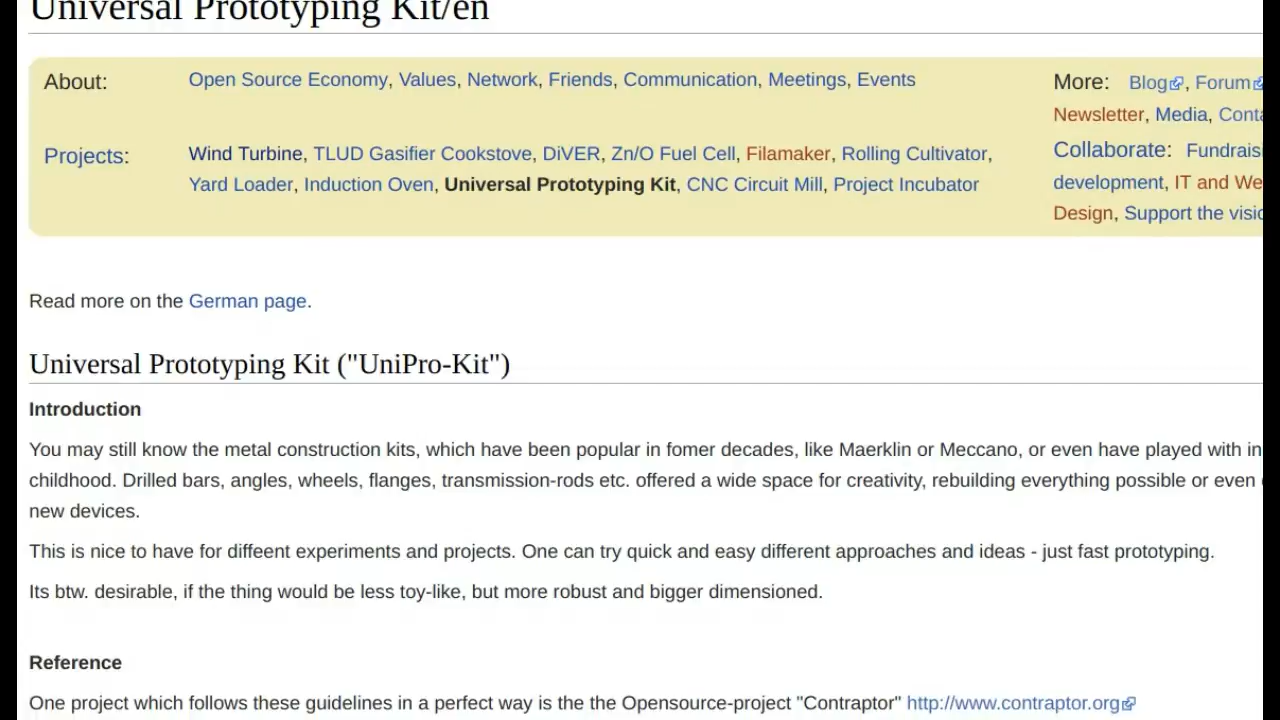 Universal Prototyping Kit/en
About: Open Source Economy, Values, Network, Friends, Communication, Meetings, Events
More: Blog, Forum
Newsletter, Media,
Projects: Wind Turbine, TLUD Gasifier Cookstove, DiVER, Zn/O Fuel Cell, Filamaker, Rolling Cultivator,
Yard Loader, Induction Oven, Universal Prototyping Kit, CNC Circuit Mill, Project Incubator
Collaborate:
development, IT and
Design, Support the
Read more on the German page.
Universal Prototyping Kit ("UniPro-Kit")
Introduction
You may still know the metal construction kits, which have been popular in fomer decades, like Maerklin or Meccano, or even have played with in
childhood. Drilled bars, angles, wheels, flanges, transmission-rods etc. offered a wide space for creativity, rebuilding everything possible or even
new devices.
This is nice to have for diffeent experiments and projects. One can try quick and easy different approaches and ideas - just fast prototyping.
Its btw. desirable, if the thing would be less toy-like, but more robust and bigger dimensioned.
Reference
One project which follows these guidelines in a perfect way is the the Opensource-project "Contraptor" http://www.contraptor.org